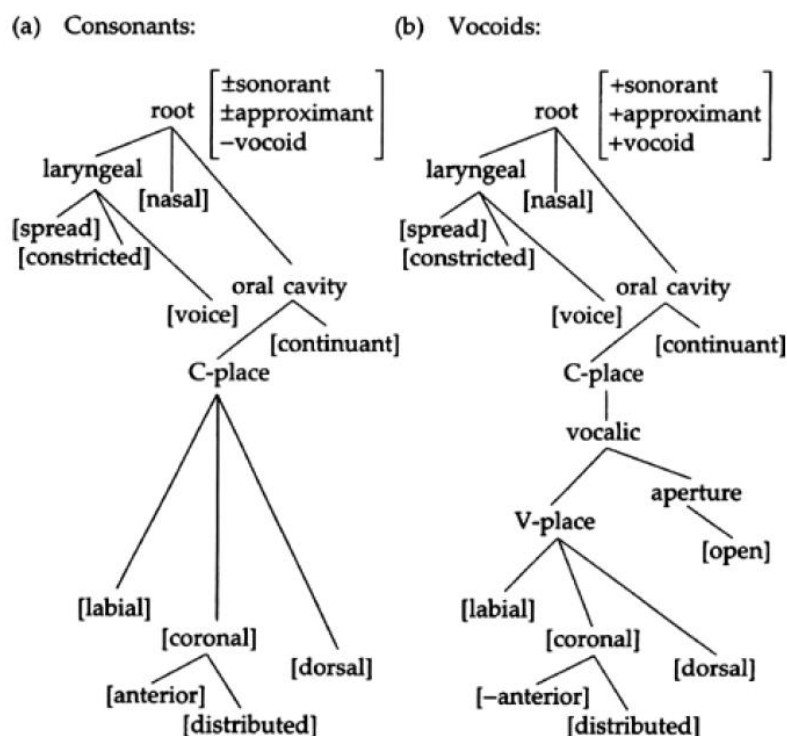 (a) Consonants:
root
±sonorant
±approximant
−vocoid
laryngeal
[nasal]
[spread]
[constricted]
oral cavity
[voice]
[continuant]
C-place
[labial]
[coronal]
[dorsal]
[anterior]
[distributed]
(b) Vocoids:
root
+sonorant
+approximant
+vocoid
laryngeal
[nasal]
[spread]
[constricted]
oral cavity
[voice]
[continuant]
C-place
vocalic
aperture
V-place
[open]
[labial]
[coronal]
[dorsal]
[−anterior]
[distributed]